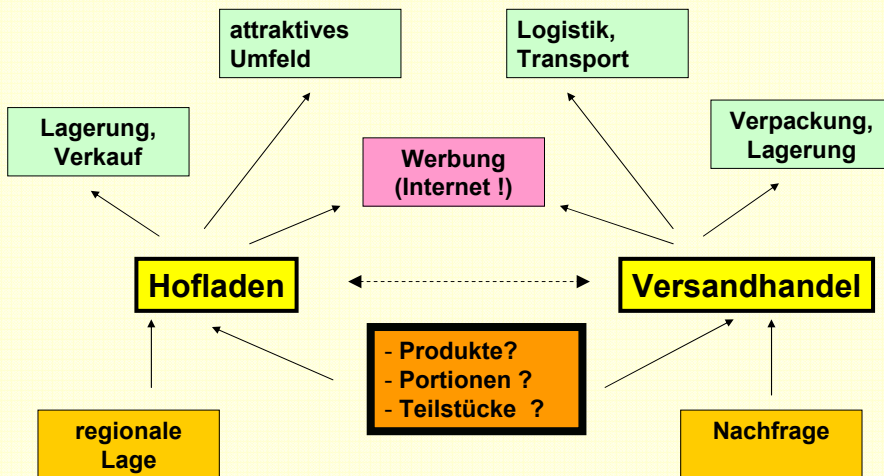 attraktives
Umfeld
Logistik,
Transport
Lagerung,
Verkauf
Werbung
(Internet !)
Verpackung,
Lagerung
Hofladen
Versandhandel
- Produkte?
- Portionen ?
- Teilstücke  ?
regionale
Lage
Nachfrage